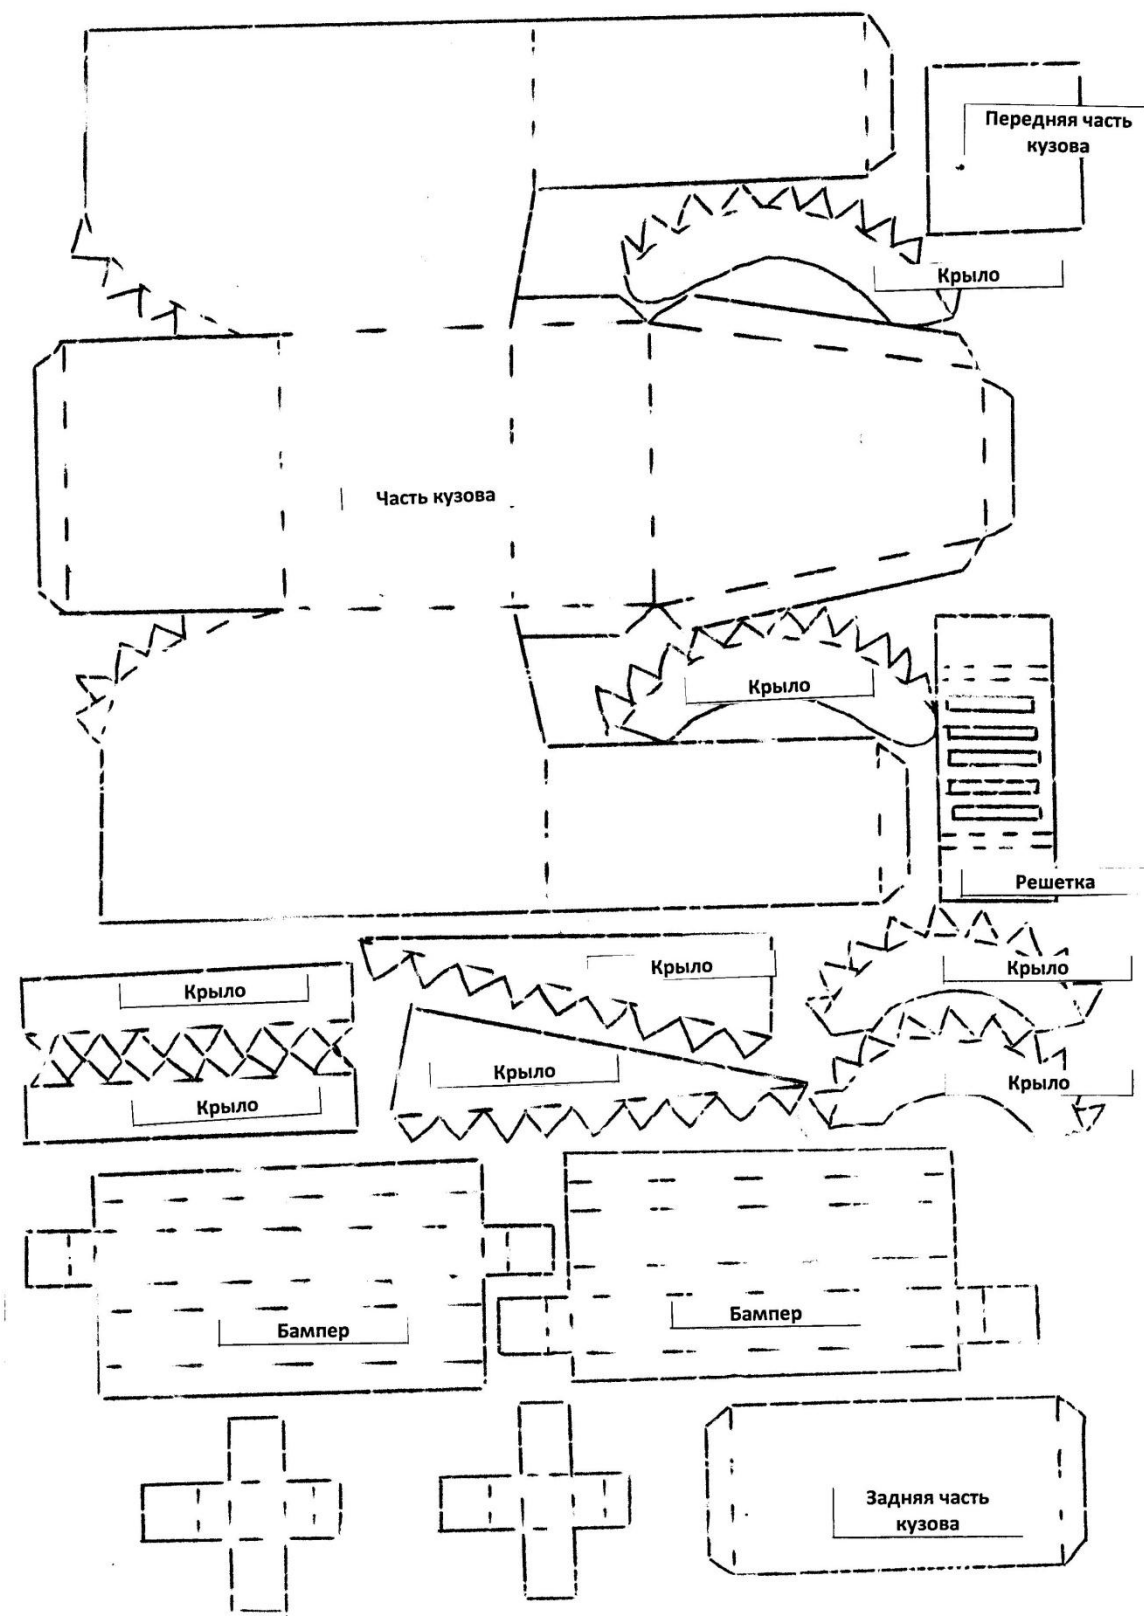 Передняя часть
кузова
Крыло
Часть кузова
Крыло
Решетка
Крыло
Крыло
Крыло
Крыло
Крыло
Крыло
Бампер
Бампер
Задняя часть
кузова